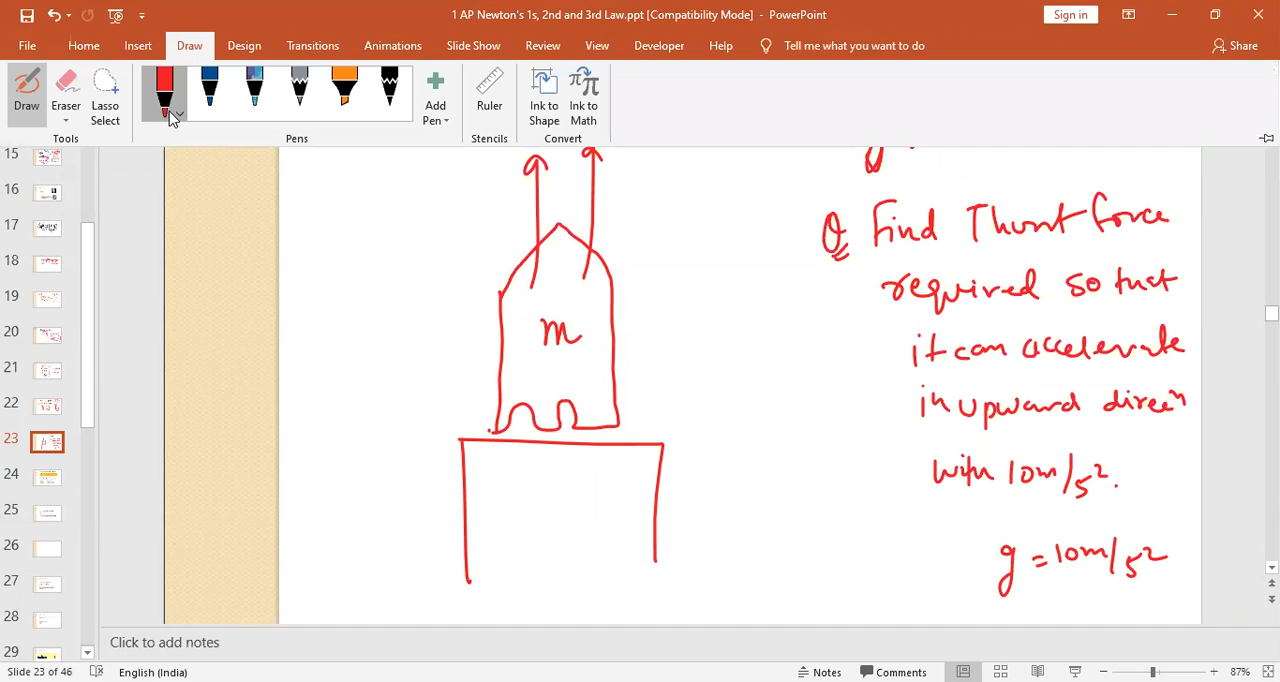 1 AP Newton's 1s, 2nd and 3rd Law.ppt [Compatibility Mode] - PowerPoint
Sign in
File Home Insert Draw Design Transitions Animations Slide Show Review View Developer Help Tell me what you want to do Share
Draw Eraser Lasso Select Add Pen Ruler Ink to Shape Ink to Math
Tools Pens Stencils Convert
15
16
17
18
19
20
21
22
23
24
25
26
27
28
29
m
Q Find Thrust force
required so that
it can accelerate
in upward direcn
with 10m/s².
g = 10m/s²
Click to add notes
Slide 23 of 46 English (India) Notes Comments 87%